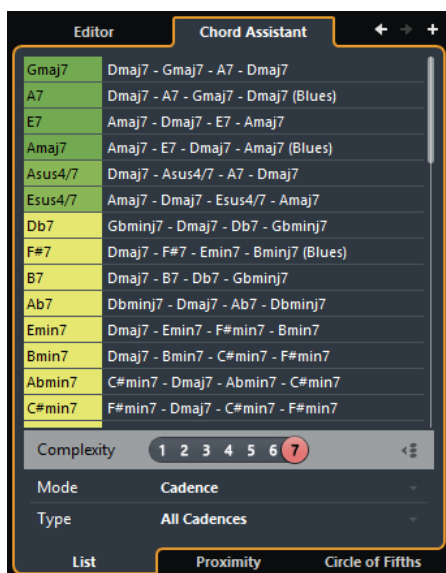 Editor Chord Assistant
Gmaj7 Dmaj7 - Gmaj7 - A7 - Dmaj7
A7 Dmaj7 - A7 - Gmaj7 - Dmaj7 (Blues)
E7 Amaj7 - Dmaj7 - E7 - Amaj7
Amaj7 Amaj7 - E7 - Dmaj7 - Amaj7 (Blues)
Asus4/7 Dmaj7 - Asus4/7 - A7 - Dmaj7
Esus4/7 Amaj7 - Dmaj7 - Esus4/7 - Amaj7
Db7 Gbminj7 - Dmaj7 - Db7 - Gbminj7
F#7 Dmaj7 - F#7 - Emin7 - Bminj7 (Blues)
B7 Dmaj7 - B7 - Db7 - Gbminj7
Ab7 Dbminj7 - Dmaj7 - Ab7 - Dbminj7
Emin7 Dmaj7 - Emin7 - F#min7 - Bmin7
Bmin7 Dmaj7 - Bmin7 - C#min7 - F#min7
Abmin7 C#min7 - Dmaj7 - Abmin7 - C#min7
C#min7 F#min7 - Dmaj7 - C#min7 - F#min7
Complexity 1 2 3 4 5 6 7
Mode Cadence
Type All Cadences
List Proximity Circle of Fifths